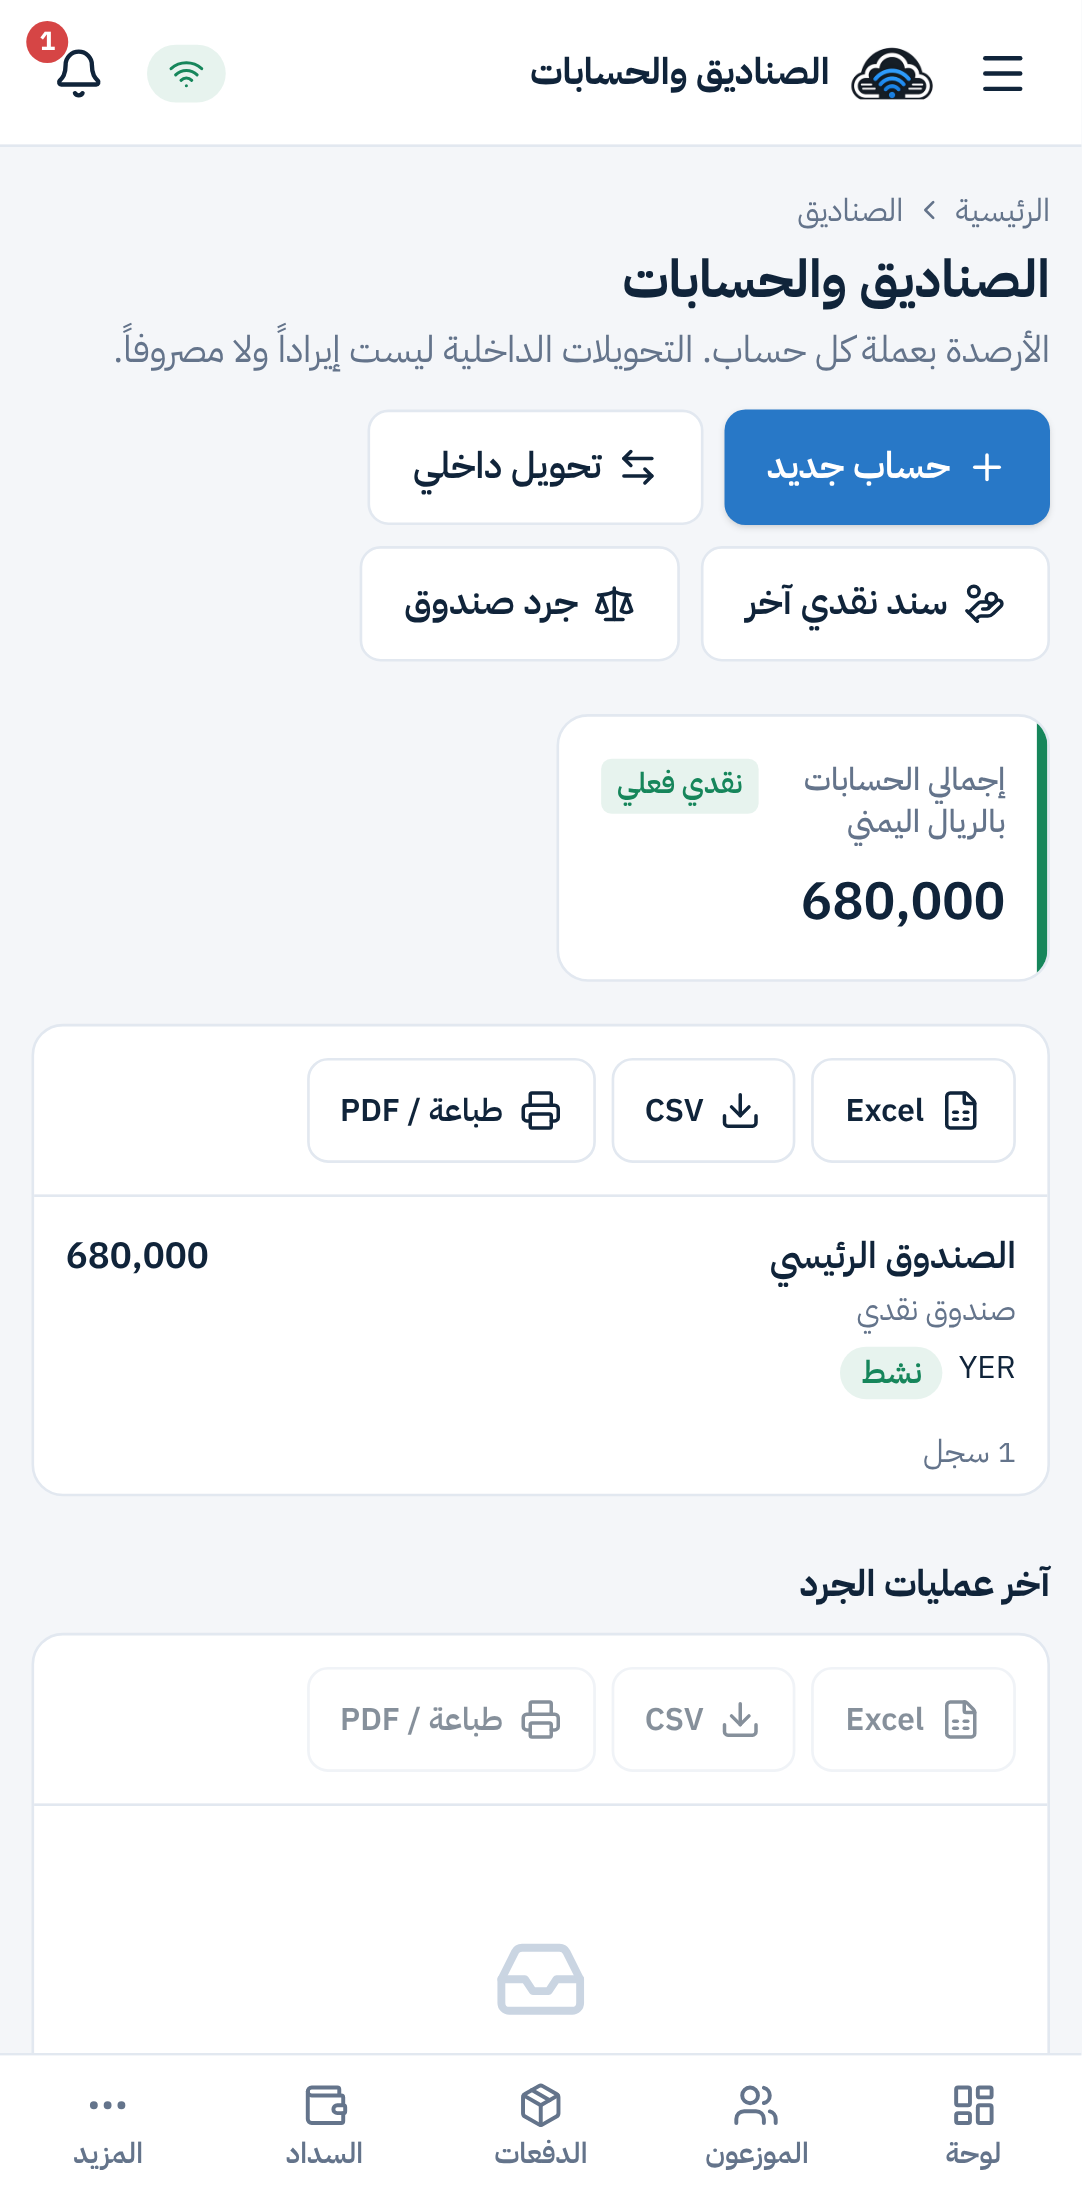 الصناديق والحسابات
1
الرئيسية › الصناديق
الصناديق والحسابات
الأرصدة بعملة كل حساب. التحويلات الداخلية ليست إيراداً ولا مصروفاً.
حساب جديد
تحويل داخلي
سند نقدي آخر
جرد صندوق
إجمالي الحسابات
بالريال اليمني
نقدي فعلي
680,000
Excel
CSV
طباعة / PDF
الصندوق الرئيسي
680,000
صندوق نقدي
YER
نشط
1 سجل
آخر عمليات الجرد
Excel
CSV
طباعة / PDF
لوحة
الموزعون
الدفعات
السداد
المزيد